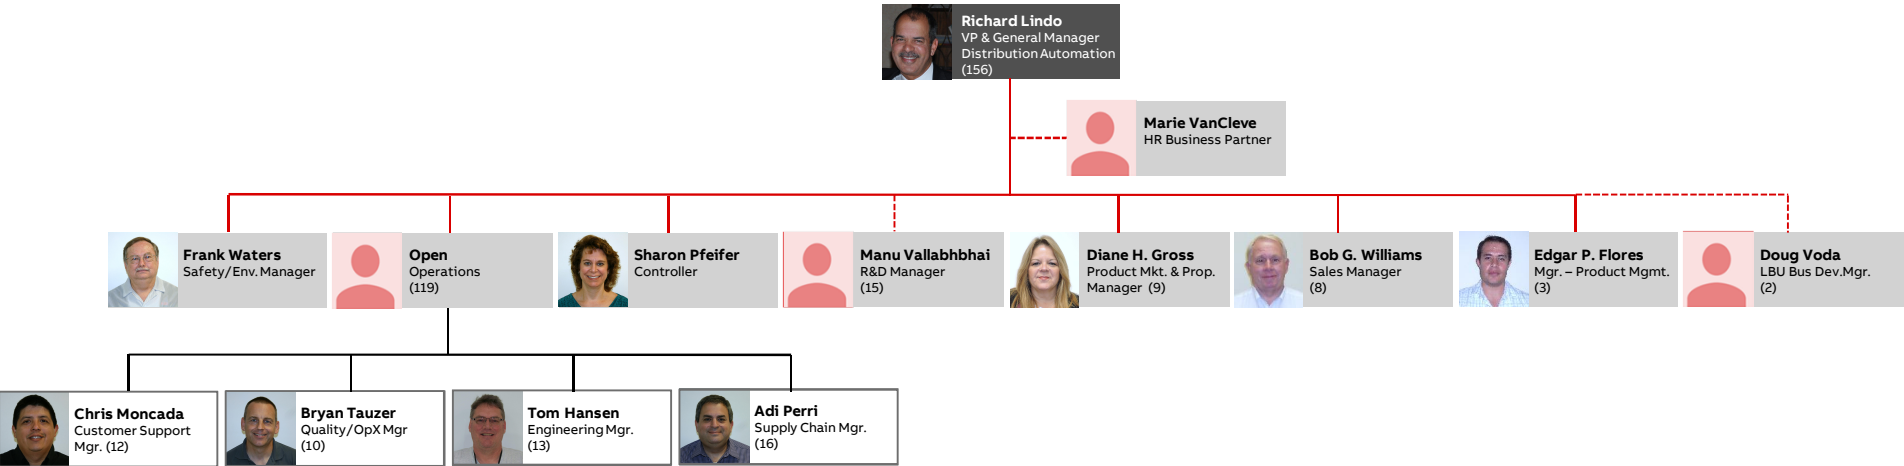 Richard Lindo
VP & General Manager
Distribution Automation
(156)
Marie VanCleve
HR Business Partner
Frank Waters
Safety/Env. Manager
Open
Operations
(119)
Sharon Pfeifer
Controller
Manu Vallabhbhai
R&D Manager
(15)
Diane H. Gross
Product Mkt. & Prop.
Manager (9)
Bob G. Williams
Sales Manager
(8)
Edgar P. Flores
Mgr. – Product Mgmt.
(3)
Doug Voda
LBU Bus Dev.Mgr.
(2)
Chris Moncada
Customer Support
Mgr. (12)
Bryan Tauzer
Quality/OpX Mgr
(10)
Tom Hansen
Engineering Mgr.
(13)
Adi Perri
Supply Chain Mgr.
(16)